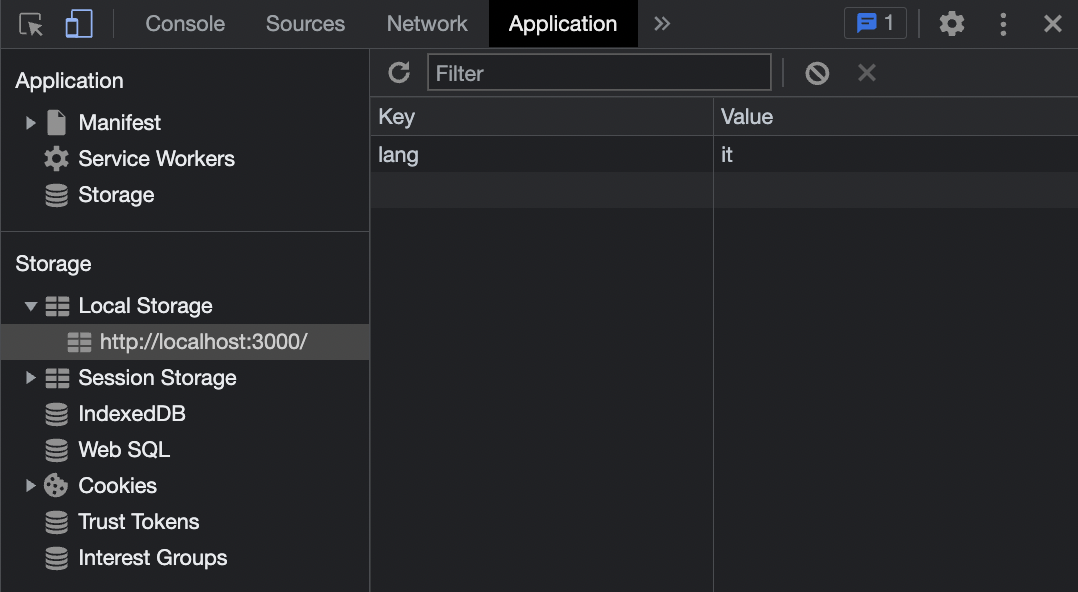 Console Sources Network Application 1
Application
Manifest
Service Workers
Storage
Storage
Local Storage
http://localhost:3000/
Session Storage
IndexedDB
Web SQL
Cookies
Trust Tokens
Interest Groups
Filter
Key Value
lang it